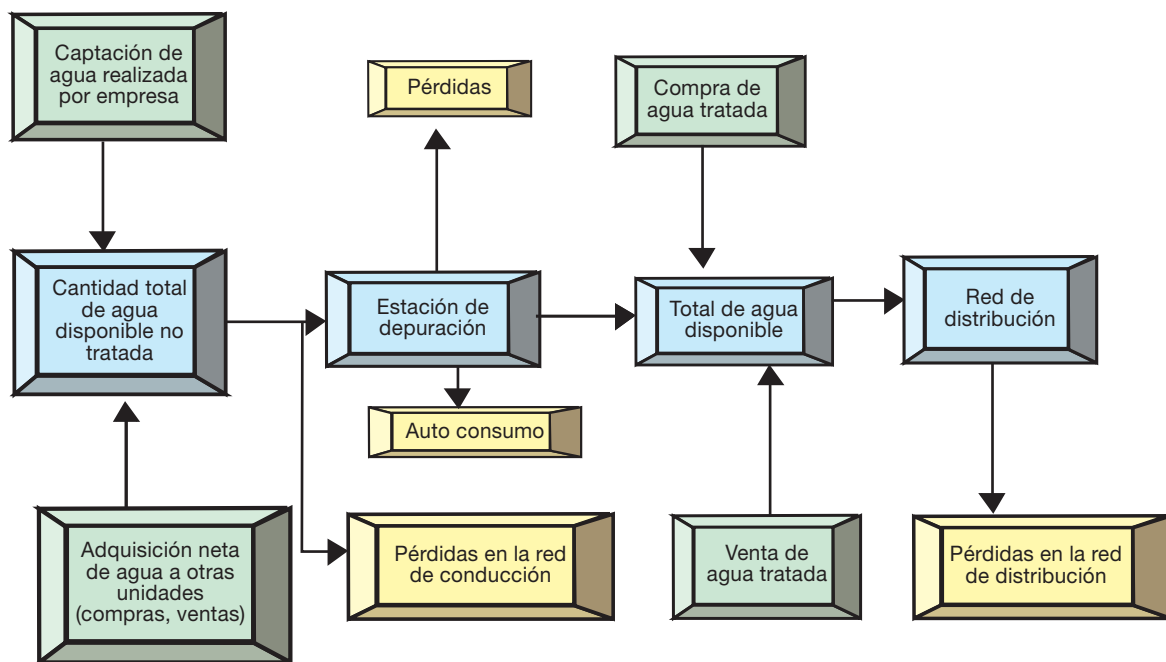 Captación de
agua realizada
por empresa
Pérdidas
Compra de
agua tratada
Cantidad total
de agua
disponible no
tratada
Estación de
depuración
Total de agua
disponible
Red de
distribución
Auto consumo
Adquisición neta
de agua a otras
unidades
(compras, ventas)
Pérdidas en la red
de conducción
Venta de
agua tratada
Pérdidas en la red
de distribución